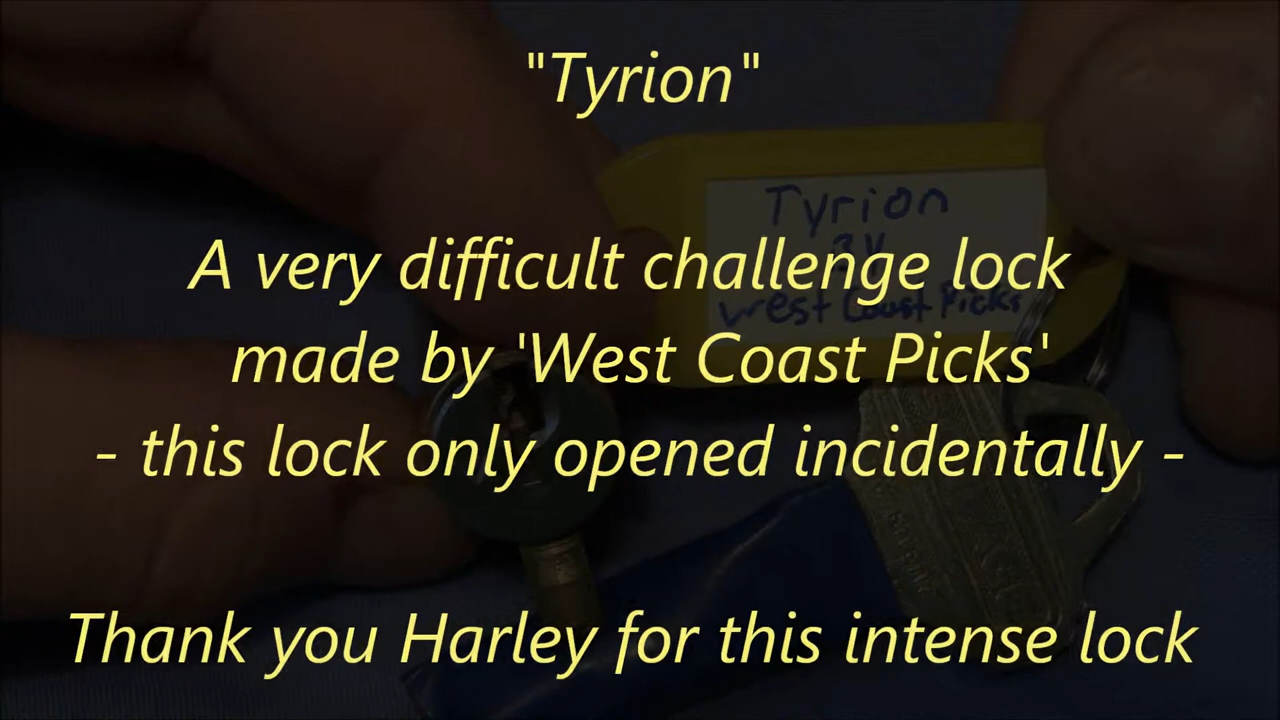 "Tyrion"
A very difficult challenge lock
made by 'West Coast Picks'
- this lock only opened incidentally -
Thank you Harley for this intense lock
Tyrion
BY
West Coast Picks